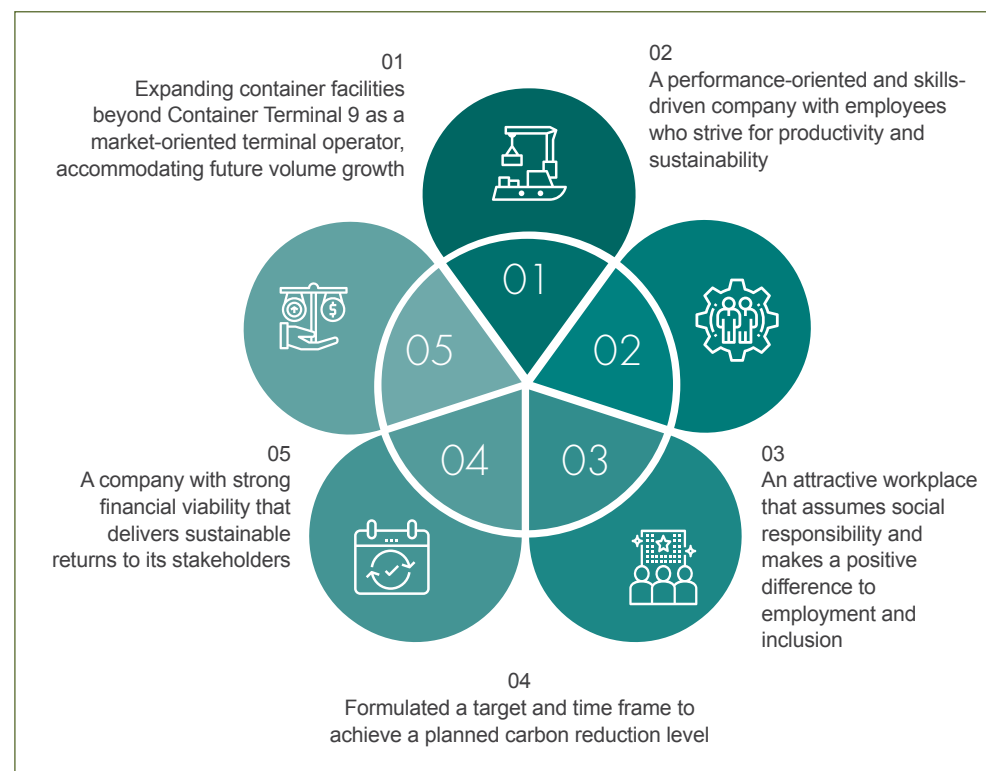 01
Expanding container facilities
beyond Container Terminal 9 as a
market-oriented terminal operator,
accommodating future volume growth
02
A performance-oriented and skills-
driven company with employees
who strive for productivity and
sustainability
01
02
03
04
05
$
03
An attractive workplace
that assumes social
responsibility and
makes a positive
difference to
employment and
inclusion
05
A company with strong
financial viability that
delivers sustainable
returns to its stakeholders
04
Formulated a target and time frame to
achieve a planned carbon reduction level